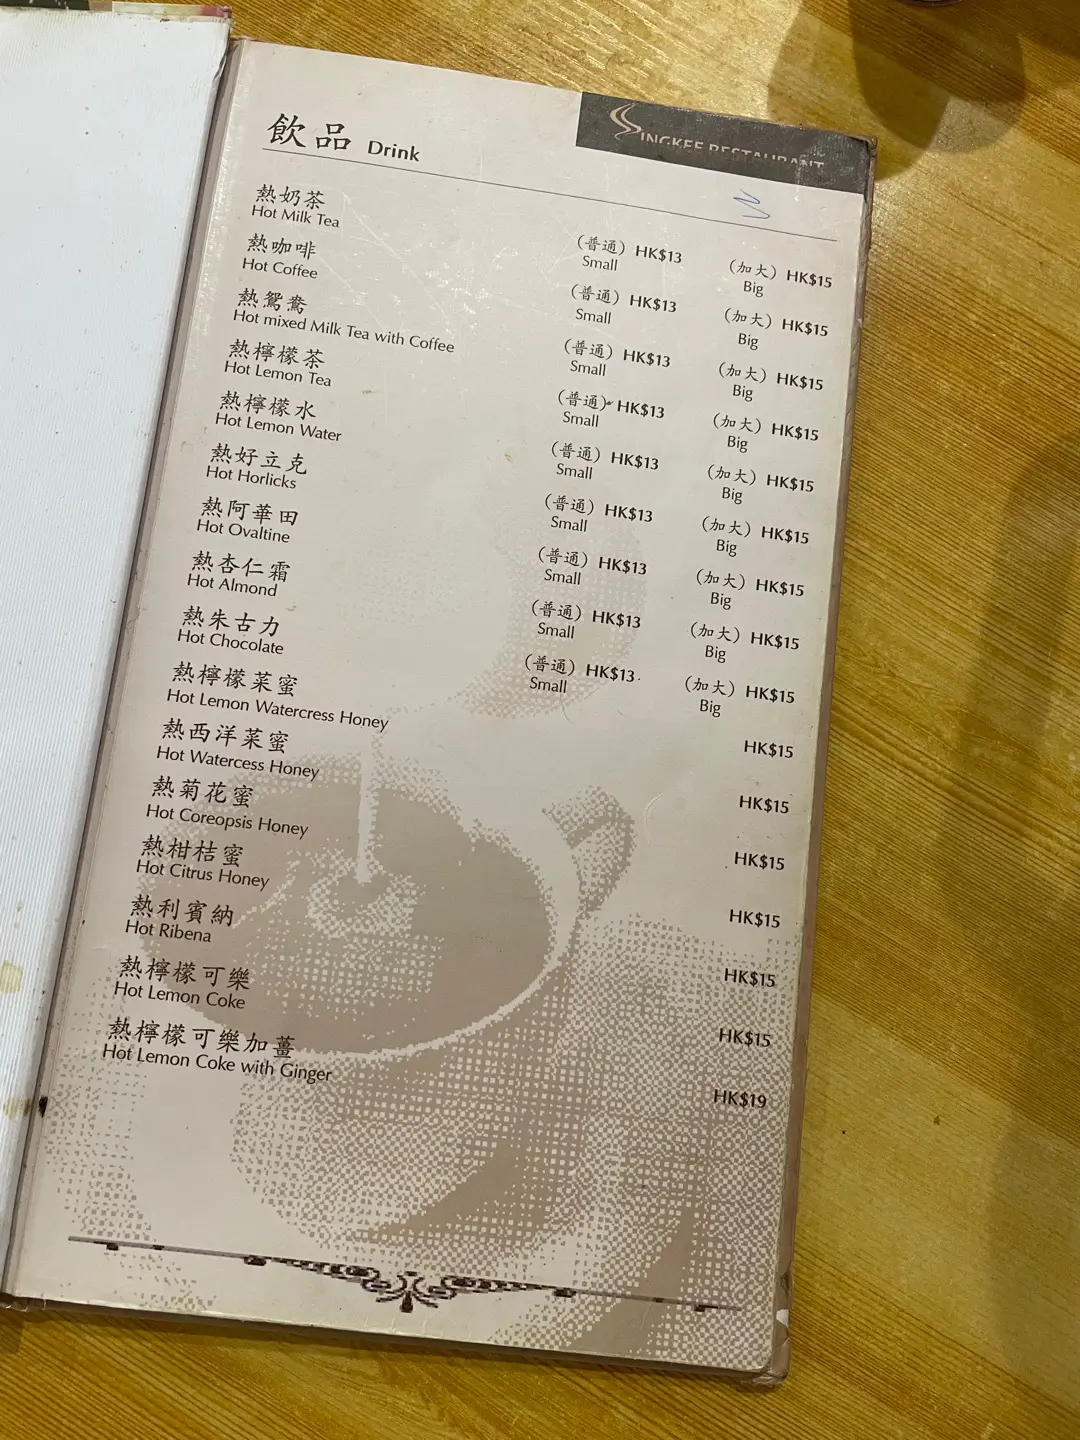 SINGKEE RESTAURANT
飲品 Drink
熱奶茶 (普通) HK$13 (加大) HK$15
Hot Milk Tea Small Big
熱咖啡 (普通) HK$13 (加大) HK$15
Hot Coffee Small Big
熱鴛鴦 (普通) HK$13 (加大) HK$15
Hot mixed Milk Tea with Coffee Small Big
熱檸檬茶 (普通) HK$13 (加大) HK$15
Hot Lemon Tea Small Big
熱檸檬水 (普通) HK$13 (加大) HK$15
Hot Lemon Water Small Big
熱好立克 (普通) HK$13 (加大) HK$15
Hot Horlicks Small Big
熱阿華田 (普通) HK$13 (加大) HK$15
Hot Ovaltine Small Big
熱杏仁霜 (普通) HK$13 (加大) HK$15
Hot Almond Small Big
熱朱古力 (普通) HK$13 (加大) HK$15
Hot Chocolate Small Big
熱檸檬菜蜜 HK$15
Hot Lemon Watercress Honey
熱西洋菜蜜 HK$15
Hot Watercess Honey
熱菊花蜜 HK$15
Hot Coreopsis Honey
熱柑桔蜜 HK$15
Hot Citrus Honey
熱利賓納 HK$15
Hot Ribena
熱檸檬可樂 HK$15
Hot Lemon Coke
熱檸檬可樂加薑 HK$19
Hot Lemon Coke with Ginger